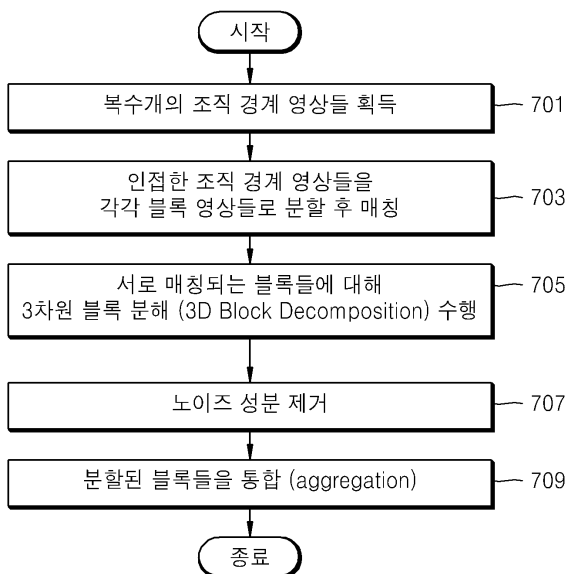 시작
복수개의 조직 경계 영상들 획득
701
인접한 조직 경계 영상들을
각각 블록 영상들로 분할 후 매칭
703
서로 매칭되는 블록들에 대해
3차원 블록 분해 (3D Block Decomposition) 수행
705
노이즈 성분 제거
707
분할된 블록들을 통합 (aggregation)
709
종료